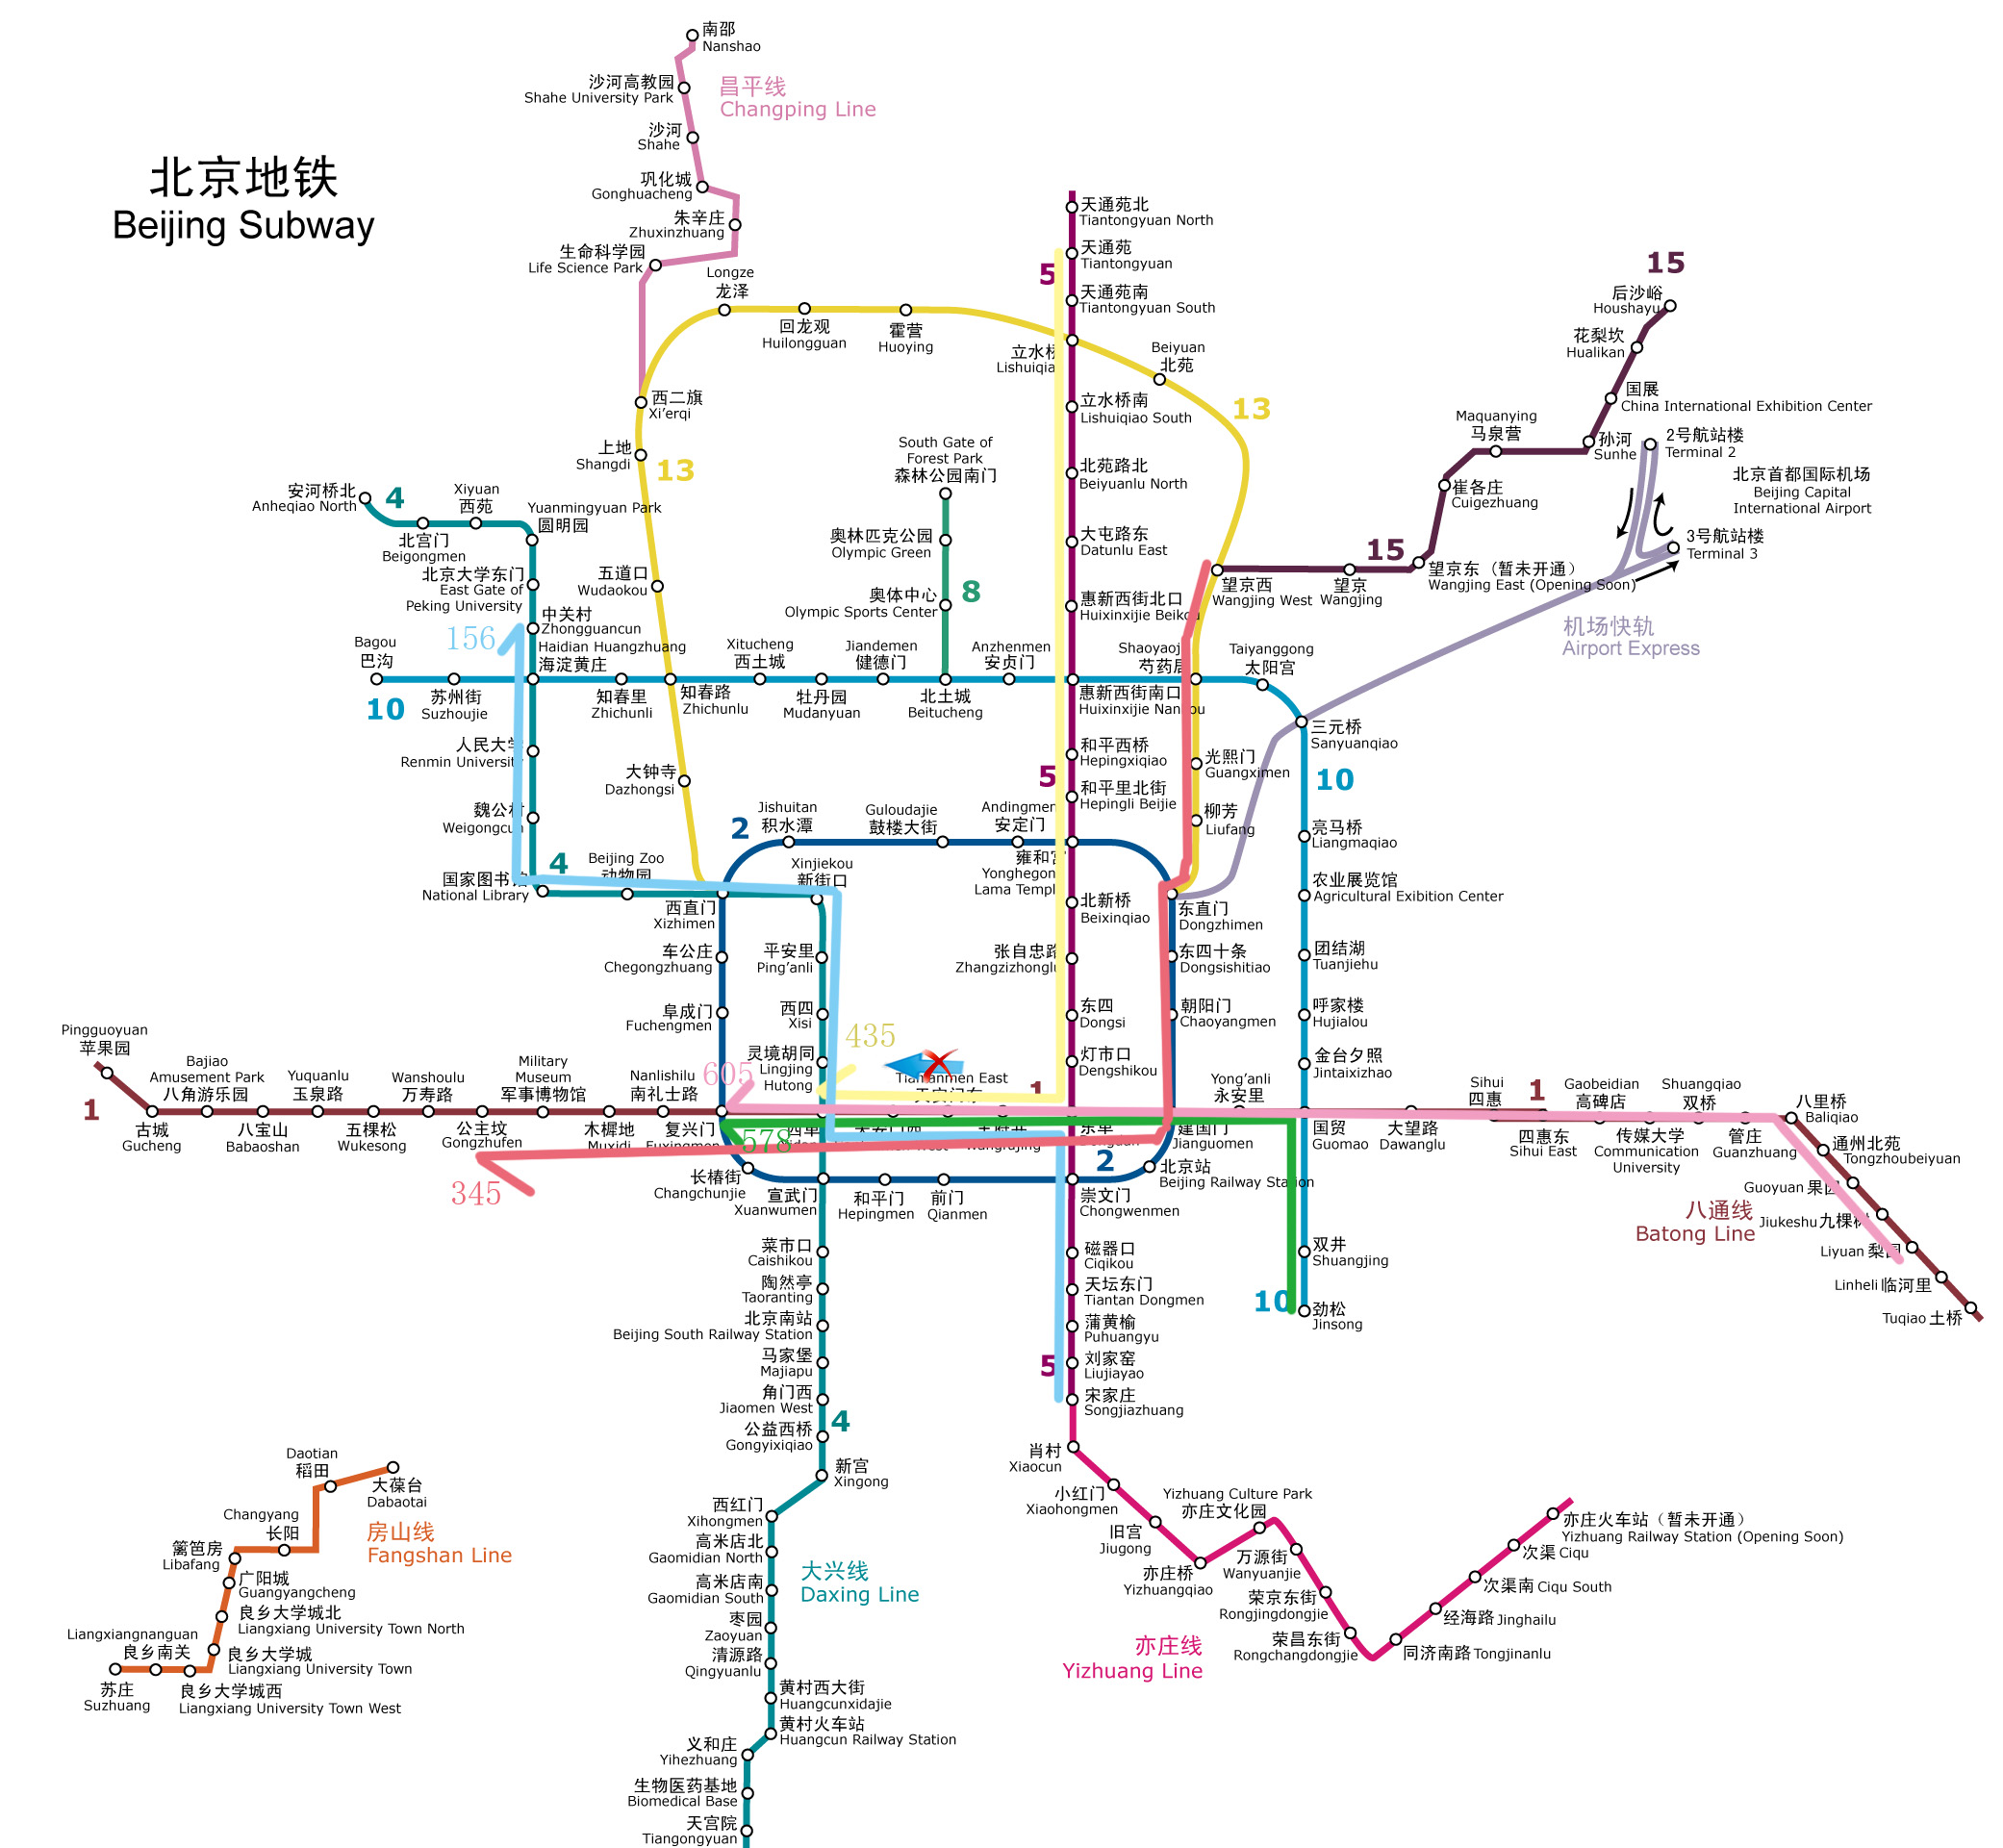 北京地铁
Beijing Subway
南邵
Nanshao
沙河高教园
Shahe University Park
昌平线
Changping Line
沙河
Shahe
巩化城
Gonghuacheng
朱辛庄
Zhuxinzhuang
生命科学园
Life Science Park
Longze
龙泽
回龙观
Huilongguan
霍营
Huoying
天通苑北
Tiantongyuan North
5
天通苑
Tiantongyuan
天通苑南
Tiantongyuan South
立水桥
Beiyuan
北苑
13
立水桥南
Lishuiqiao South
15
后沙峪
Houshayu
花梨坎
Hualikan
国展
China International Exhibition Center
Maquanying
马泉营
孙河
Sunhe
2号航站楼
Terminal 2
北京首都国际机场
Beijing Capital
International Airport
崔各庄
Cuigezhuang
3号航站楼
Terminal 3
15
望京东（暂未开通）
Wangjing East (Opening Soon)
望京西
Wangjing West
望京
Wangjing
机场快轨
Airport Express
西二旗
Xi'erqi
上地
Shangdi
13
South Gate of
Forest Park
森林公园南门
北苑路北
Beiyuanlu North
安河桥北
Anheqiao North
4
Xiyuan
西苑
Yuanmingyuan Park
圆明园
北宫门
Beigongmen
奥林匹克公园
Olympic Green
大屯路东
Datunlu East
北京大学东门
East Gate of
Peking University
五道口
Wudaokou
奥体中心
Olympic Sports Center
8
惠新西街北口
Huixinxijie Beikou
中关村
Zhongguancun
156
Haidian Huangzhuang
海淀黄庄
Bagou
巴沟
Xitucheng
西土城
Jiandemen
健德门
Anzhenmen
安贞门
Taiyanggong
太阳宫
10
苏州街
Suzhoujie
知春里
Zhichunli
知春路
Zhichunlu
牡丹园
Mudanyuan
北土城
Beitucheng
惠新西街南口
三元桥
Sanyuanqiao
人民大学
Renmin University
大钟寺
Dazhongsi
5
和平西桥
Hepingxiqiao
光熙门
Guangximen
10
和平里北街
Hepingli Beijie
柳芳
Liufang
魏公村
Weigongcun
2
Jishuitan
积水潭
Guloudajie
鼓楼大街
Andingmen
安定门
亮马桥
Liangmaqiao
4
Beijing Zoo
动物园
Xinjiekou
新街口
雍和宫
Yonghegong
Lama Temple
国家图书馆
National Library
农业展览馆
Agricultural Exibition Center
西直门
Xizhimen
北新桥
Beixinqiao
东直门
Dongzhimen
车公庄
Chegongzhuang
平安里
Ping'anli
张自忠路
Zhangzizhonglu
东四十条
Dongsishitiao
团结湖
Tuanjiehu
阜成门
Fuchengmen
西四
Xisi
435
东四
Dongsi
朝阳门
Chaoyangmen
呼家楼
Hujialou
灵境胡同
Lingjing
Hutong
灯市口
Dengshikou
金台夕照
Jintaixizhao
Pingguoyuan
苹果园
1
Bajiao
Amusement Park
八角游乐园
Yuquanlu
玉泉路
Wanshoulu
万寿路
Military
Museum
军事博物馆
Nanlishilu
南礼士路
605
Tiananmen East
1
Yong'anli
永安里
Sihui
四惠
1
Gaobeidian
高碑店
Shuangqiao
双桥
八里桥
Baliqiao
古城
Gucheng
八宝山
Babaoshan
五棵松
Wukesong
公主坟
Gongzhufen
木樨地
Muxidi
复兴门
Fuxingmen
578
建国门
Jianguomen
国贸
Guomao
大望路
Dawanglu
四惠东
Sihui East
传媒大学
Communication
University
管庄
Guanzhuang
通州北苑
Tongzhoubeiyuan
345
长椿街
Changchunjie
宣武门
Xuanwumen
和平门
Hepingmen
前门
Qianmen
2
崇文门
Chongwenmen
北京站
Beijing Railway Station
Guoyuan 果园
Jiukeshu 九棵树
Liyuan 梨园
Linheli 临河里
Tuqiao 土桥
八通线
Batong Line
菜市口
Caishikou
磁器口
Ciqikou
双井
Shuangjing
陶然亭
Taoranting
天坛东门
Tiantan Dongmen
10
劲松
Jinsong
北京南站
Beijing South Railway Station
蒲黄榆
Puhuangyu
马家堡
Majiapu
5
刘家窑
Liujiayao
角门西
Jiaomen West
宋家庄
Songjiazhuang
公益西桥
Gongyixiqiao
4
新宫
Xingong
肖村
Xiaocun
小红门
Xiaohongmen
旧宫
Jiugong
亦庄桥
Yizhuangqiao
Yizhuang Culture Park
亦庄文化园
万源街
Wanyuanjie
荣京东街
Rongjingdongjie
荣昌东街
Rongchangdongjie
同济南路 Tongjinanlu
经海路 Jinghailu
次渠南 Ciqu South
次渠 Ciqu
亦庄火车站（暂未开通）
Yizhuang Railway Station (Opening Soon)
亦庄线
Yizhuang Line
西红门
Xihongmen
高米店北
Gaomidian North
高米店南
Gaomidian South
大兴线
Daxing Line
枣园
Zaoyuan
清源路
Qingyuanlu
黄村西大街
Huangcunxidajie
黄村火车站
Huangcun Railway Station
义和庄
Yihezhuang
生物医药基地
Biomedical Base
天宫院
Tiangongyuan
Daotian
稻田
大葆台
Dabaotai
Changyang
长阳
房山线
Fangshan Line
篱笆房
Libafang
广阳城
Guangyangcheng
良乡大学城北
Liangxiang University Town North
Liangxiangnanguan
良乡南关
良乡大学城
Liangxiang University Town
苏庄
Suzhuang
良乡大学城西
Liangxiang University Town West